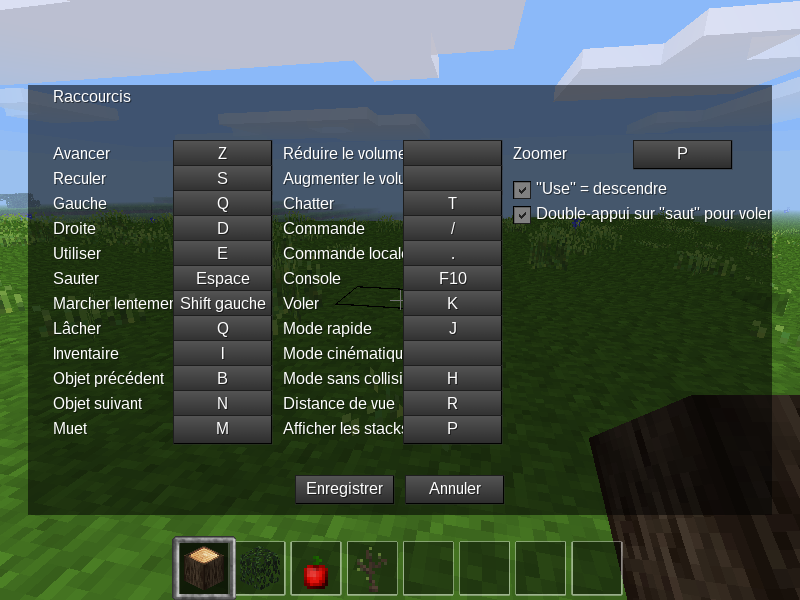 Raccourcis
Avancer Z
Reculer S
Gauche Q
Droite D
Utiliser E
Sauter Espace
Marcher lentemer Shift gauche
Lâcher Q
Inventaire I
Objet précédent B
Objet suivant N
Muet M
Réduire le volume
Augmenter le volu
Chatter T
Commande /
Commande locale .
Console F10
Voler K
Mode rapide J
Mode cinématiqu
Mode sans collisi H
Distance de vue R
Afficher les stacks P
Zoomer P
"Use" = descendre
Double-appui sur "saut" pour voler
Enregistrer Annuler